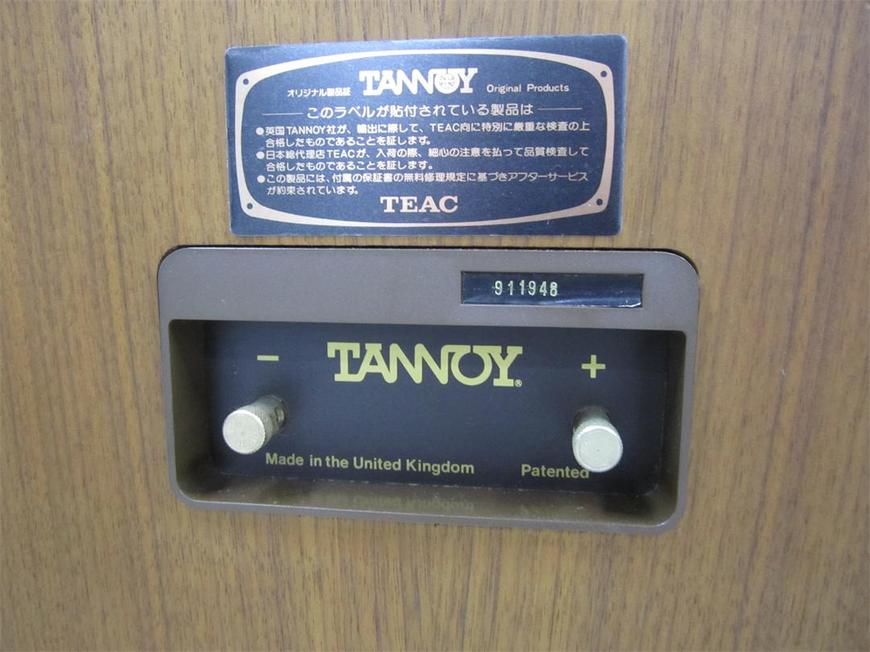 オリジナル製品証 TANNOY Original Products
このラベルが貼付されている製品は
●英国TANNOY社が、輸出に際して、TEAC向に特別に厳重な検査の上
合格したものであることを証します。
●日本総代理店TEACが、入荷の際、細心の注意を払って品質検査して
合格したものであることを証します。
●この製品には、付属の保証書の無料修理規定に基づきアフターサービス
が約束されています。
TEAC
911948
− TANNOY® +
Made in the United Kingdom Patented